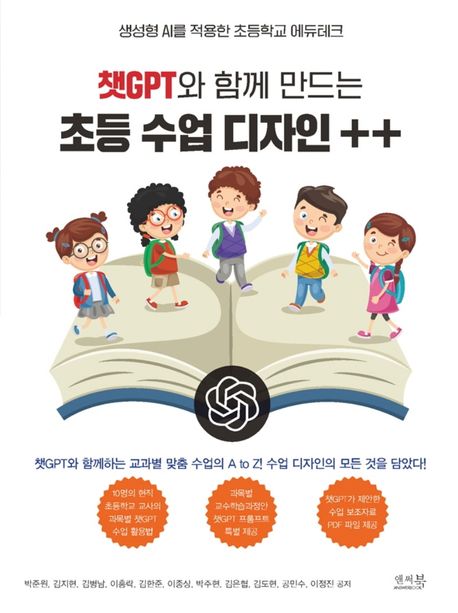 생성형 AI를 적용한 초등학교 에듀테크
챗GPT와 함께 만드는
초등 수업 디자인 ++
챗GPT와 함께하는 교과별 맞춤 수업의 A to Z! 수업 디자인의 모든 것을 담았다!
10명의 현직
초등학교 교사의
과목별 챗GPT
수업 활용법
과목별
교수학습과정안
챗GPT 프롬프트
특별 제공
챗GPT가 제안한
수업 보조자료
PDF 파일 제공
박준원, 김지현, 김병남, 이흠락, 김한준, 이종상, 박주현, 김은협, 김도현, 공민수, 이정진 공저
앤써북
ANSWERBOOK